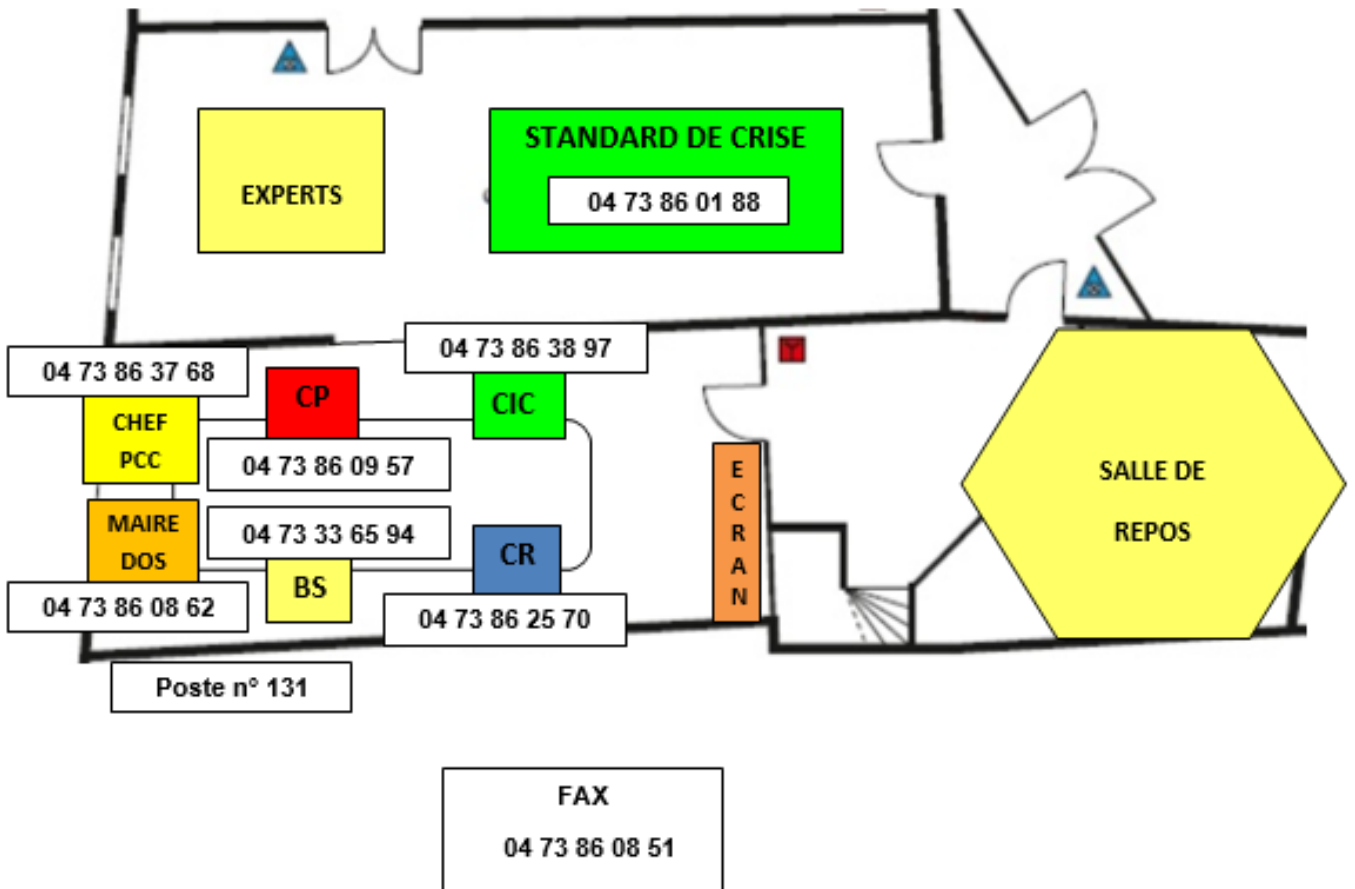 STANDARD DE CRISE
EXPERTS
04 73 86 01 88
04 73 86 38 97
04 73 86 37 68
CP
CIC
CHEF
PCC
04 73 86 09 57
ECRAN
SALLE DE
REPOS
MAIRE
DOS
04 73 33 65 94
CR
BS
04 73 86 08 62
04 73 86 25 70
Poste n° 131
FAX
04 73 86 08 51